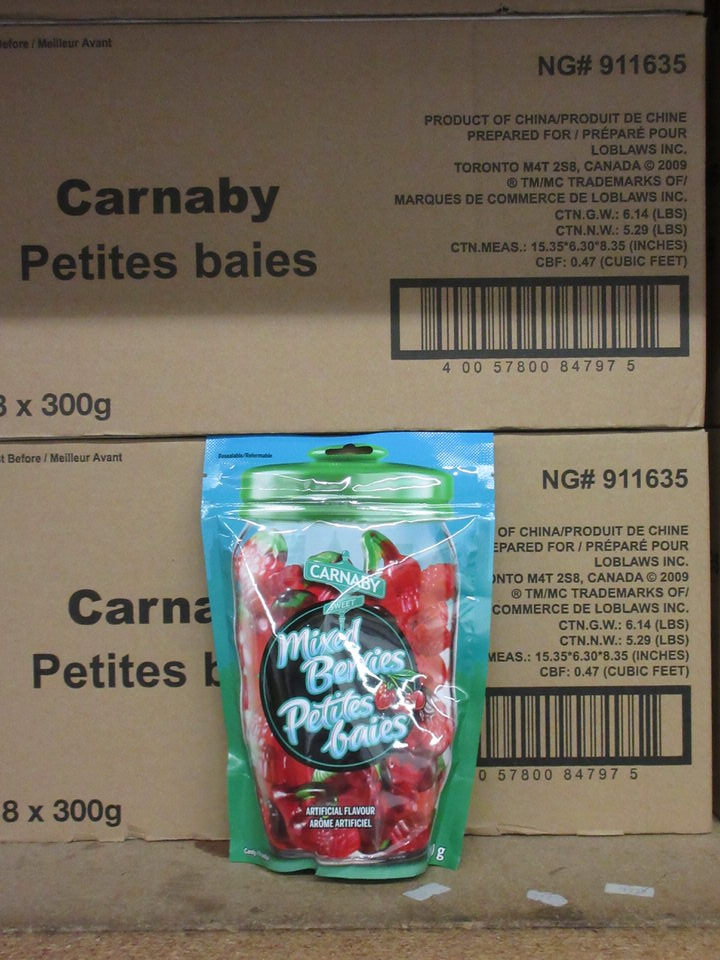 efore / Meilleur Avant
NG# 911635
PRODUCT OF CHINA/PRODUIT DE CHINE
PREPARED FOR / PRÉPARÉ POUR
LOBLAWS INC.
TORONTO M4T 2S8, CANADA © 2009
® TM/MC TRADEMARKS OF/
MARQUES DE COMMERCE DE LOBLAWS INC.
CTN.G.W.: 6.14 (LBS)
CTN.N.W.: 5.29 (LBS)
CTN.MEAS.: 15.35*6.30*8.35 (INCHES)
CBF: 0.47 (CUBIC FEET)
Carnaby
Petites baies
4 00 57800 84797 5
8 x 300g
t Before / Meilleur Avant
NG# 911635
OF CHINA/PRODUIT DE CHINE
EPARED FOR / PRÉPARÉ POUR
LOBLAWS INC.
ONTO M4T 2S8, CANADA © 2009
® TM/MC TRADEMARKS OF/
COMMERCE DE LOBLAWS INC.
CTN.G.W.: 6.14 (LBS)
CTN.N.W.: 5.29 (LBS)
MEAS.: 15.35*6.30*8.35 (INCHES)
CBF: 0.47 (CUBIC FEET)
Carna
Petites b
0 57800 84797 5
8 x 300g
Resealable/Refermable
CARNABY
SWEET
Mixed
Berries
Petites
baies
ARTIFICIAL FLAVOUR
ARÔME ARTIFICIEL
g